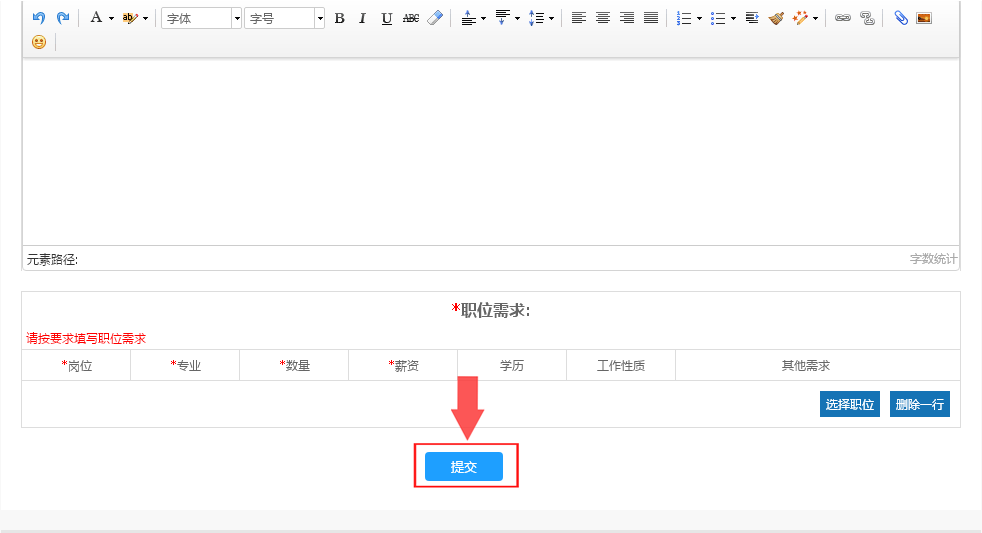 A ab 字体 字号 B I U ABC
元素路径: 字数统计
*职位需求:
请按要求填写职位需求
*岗位 *专业 *数量 *薪资 学历 工作性质 其他需求
选择职位 删除一行
提交